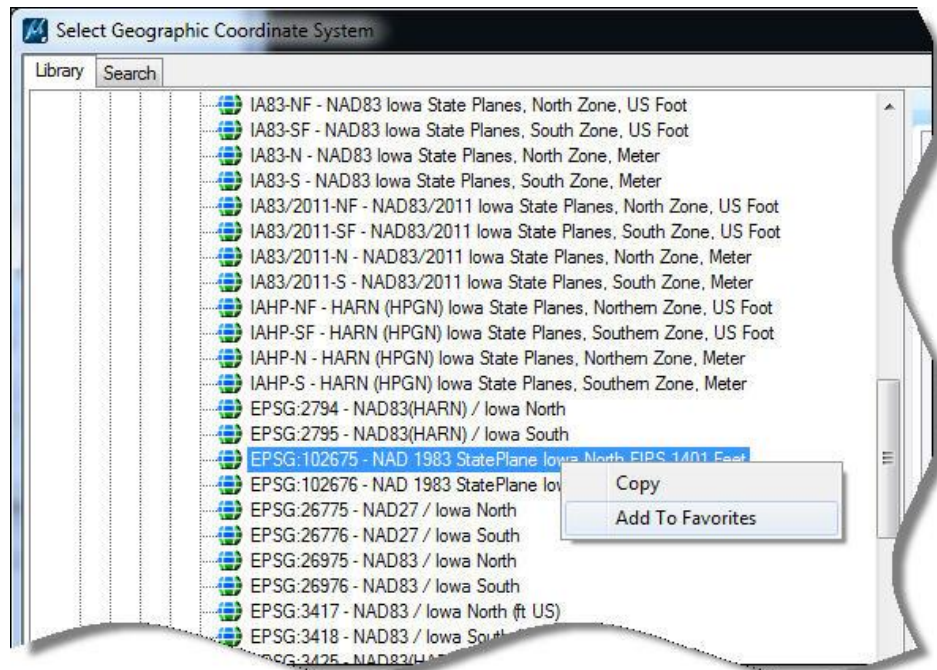 Select Geographic Coordinate System
Library Search
IA83-NF - NAD83 Iowa State Planes, North Zone, US Foot
IA83-SF - NAD83 Iowa State Planes, South Zone, US Foot
IA83-N - NAD83 Iowa State Planes, North Zone, Meter
IA83-S - NAD83 Iowa State Planes, South Zone, Meter
IA83/2011-NF - NAD83/2011 Iowa State Planes, North Zone, US Foot
IA83/2011-SF - NAD83/2011 Iowa State Planes, South Zone, US Foot
IA83/2011-N - NAD83/2011 Iowa State Planes, North Zone, Meter
IA83/2011-S - NAD83/2011 Iowa State Planes, South Zone, Meter
IAHP-NF - HARN (HPGN) Iowa State Planes, Northern Zone, US Foot
IAHP-SF - HARN (HPGN) Iowa State Planes, Southern Zone, US Foot
IAHP-N - HARN (HPGN) Iowa State Planes, Northern Zone, Meter
IAHP-S - HARN (HPGN) Iowa State Planes, Southern Zone, Meter
EPSG:2794 - NAD83(HARN) / Iowa North
EPSG:2795 - NAD83(HARN) / Iowa South
EPSG:102675 - NAD 1983 StatePlane Iowa North FIPS 1401 Feet
EPSG:102676 - NAD 1983 StatePlane
Copy
Add To Favorites
EPSG:26775 - NAD27 / Iowa North
EPSG:26776 - NAD27 / Iowa South
EPSG:26975 - NAD83 / Iowa North
EPSG:26976 - NAD83 / Iowa South
EPSG:3417 - NAD83 / Iowa North (ft US)
EPSG:3418 - NAD83 / Iowa South
EPSG:3425 -